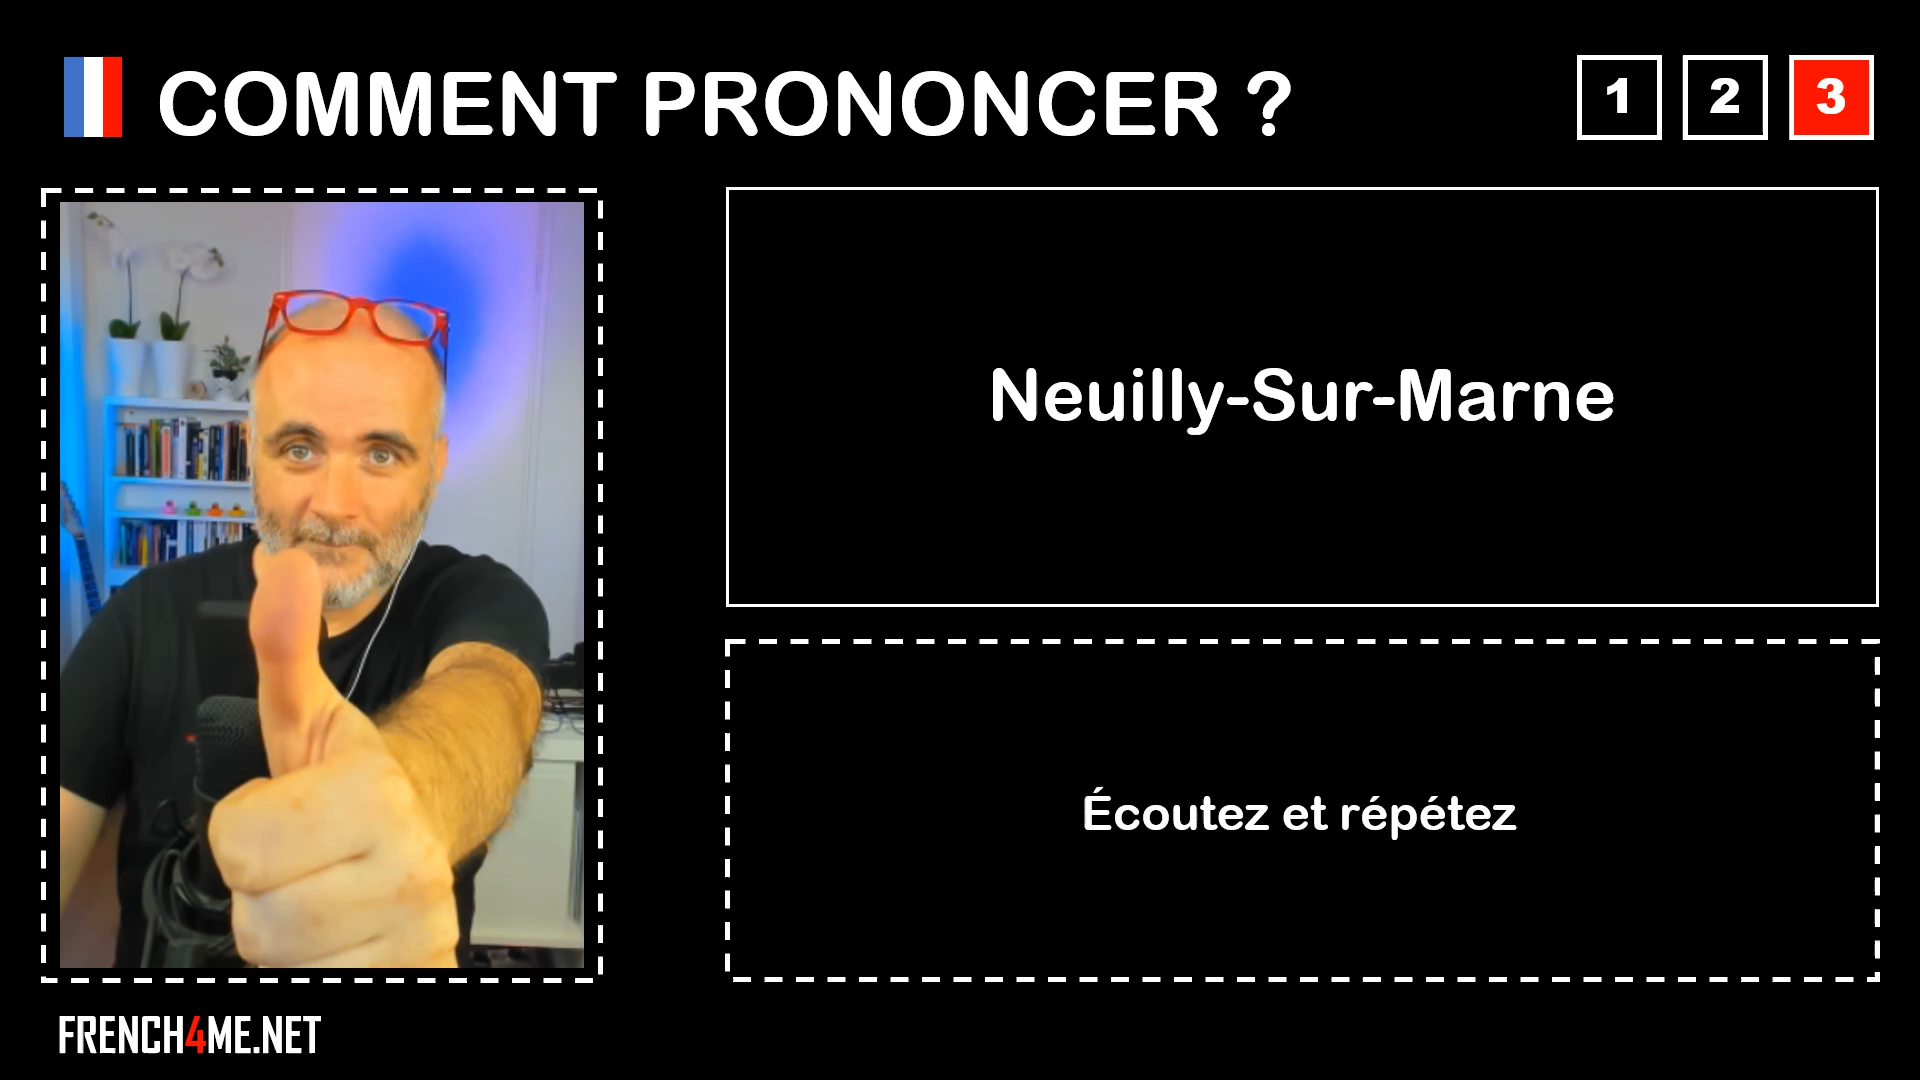 COMMENT PRONONCER ?
1 2 3
Neuilly-Sur-Marne
Écoutez et répétez
FRENCH4ME.NET